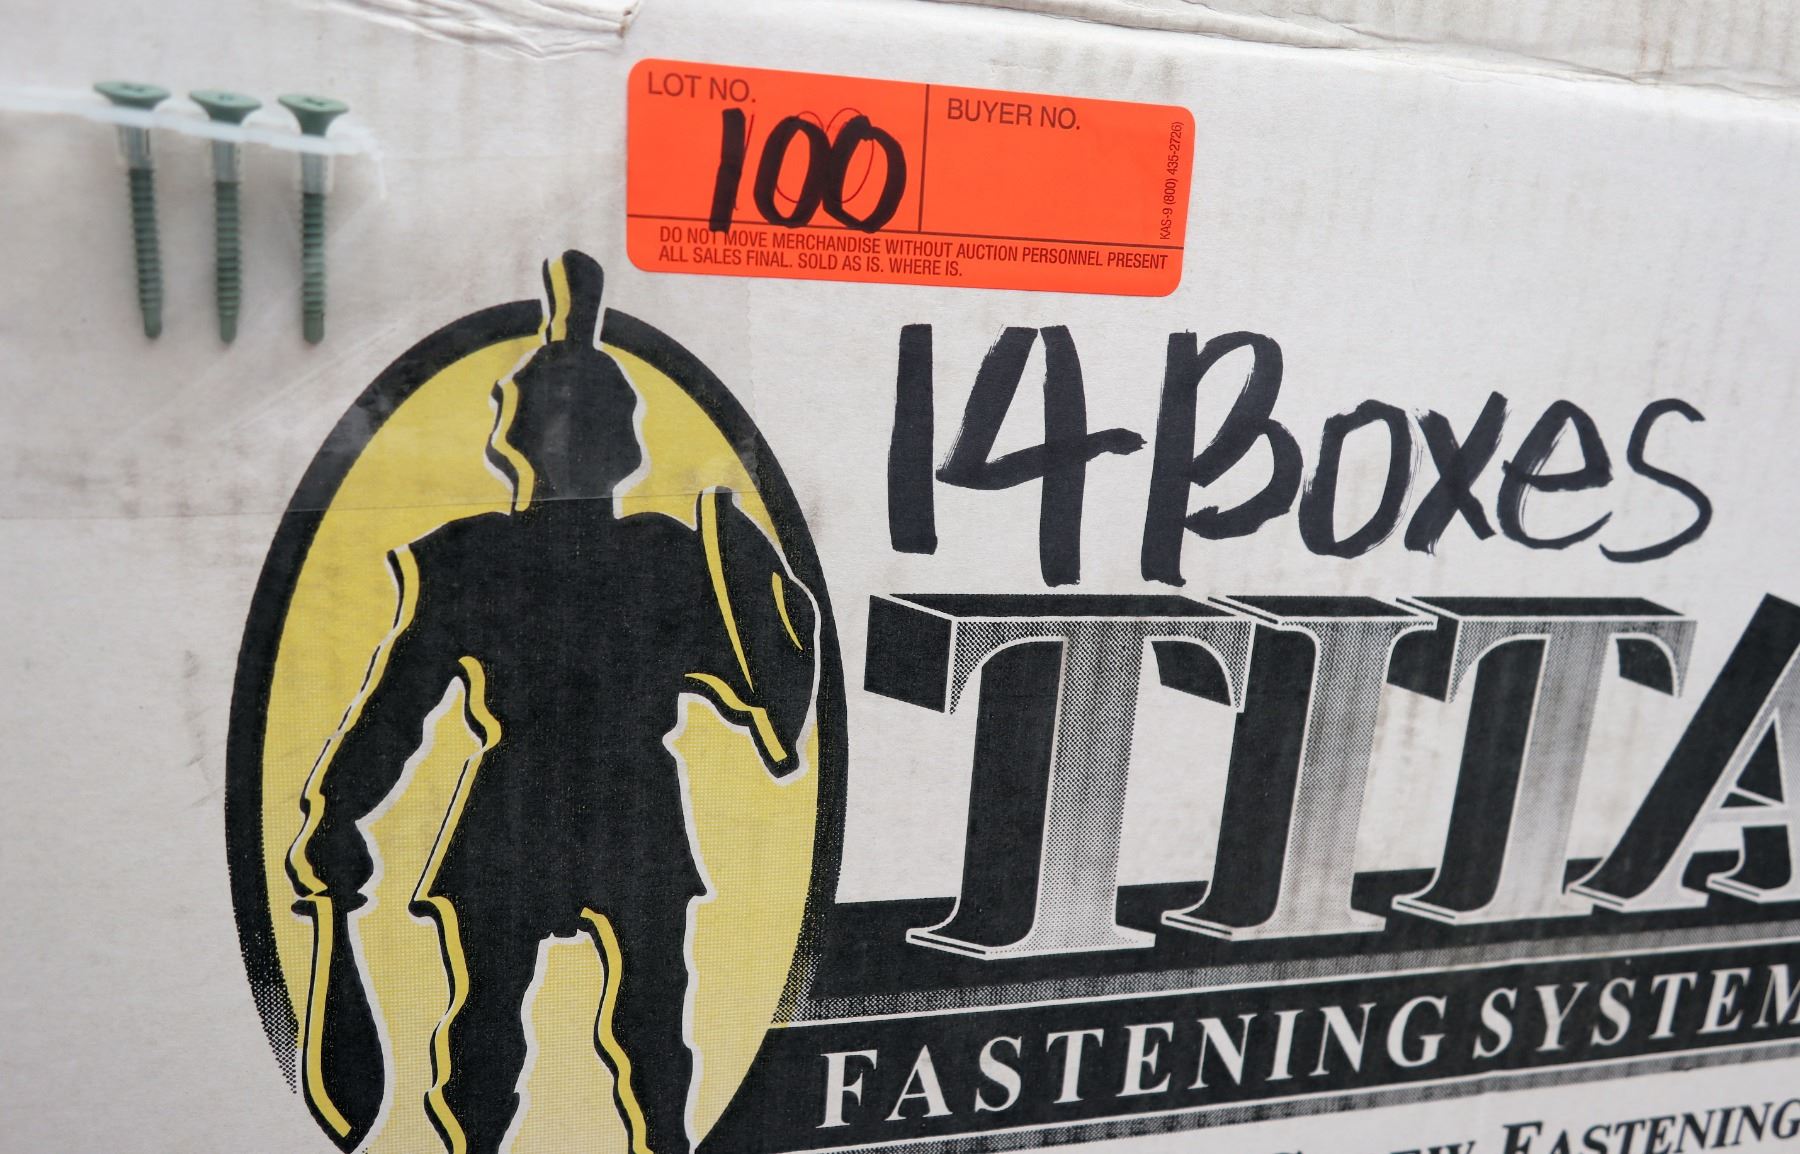 LOT NO.
100
BUYER NO.
KAS-9 (800) 435-2726)
DO NOT MOVE MERCHANDISE WITHOUT AUCTION PERSONNEL PRESENT
ALL SALES FINAL. SOLD AS IS. WHERE IS.
14 Boxes
TITA
FASTENING SYSTEM
FASTENING